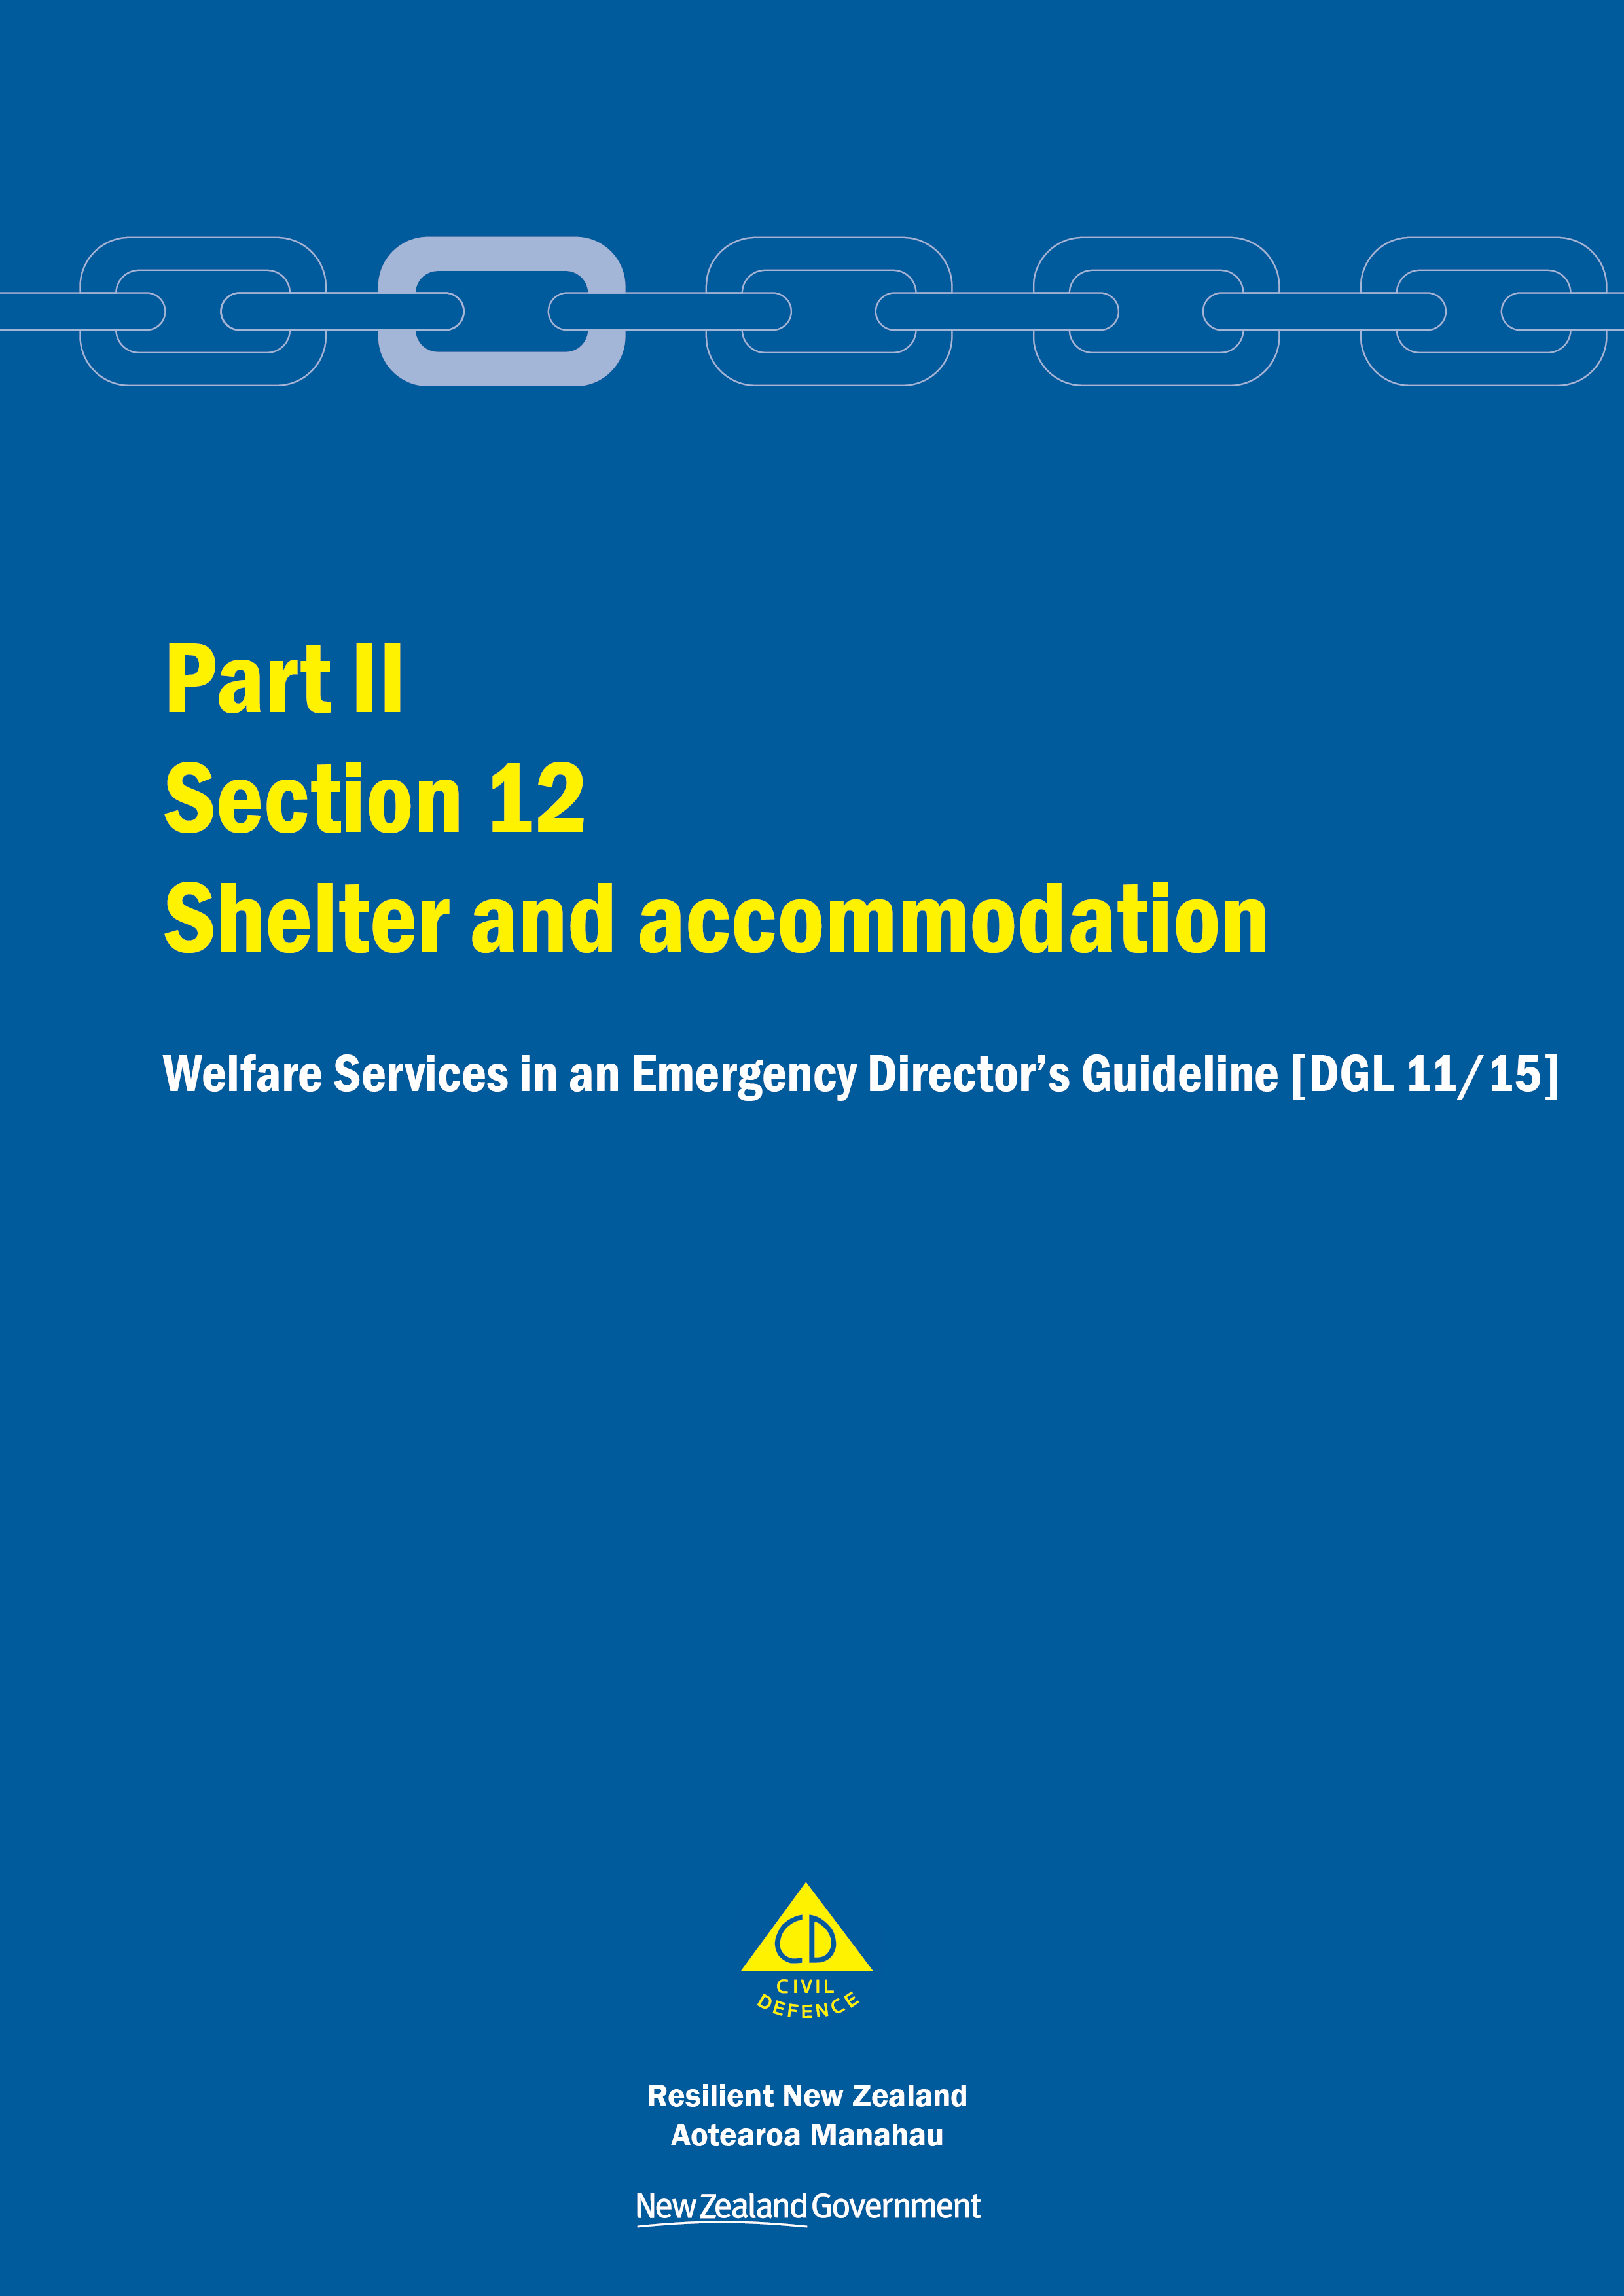 Part II
Section 12
Shelter and accommodation
Welfare Services in an Emergency Director’s Guideline [DGL 11/15]
CD
CIVIL
DEFENCE
Resilient New Zealand
Aotearoa Manahau
New Zealand Government